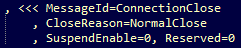 , <<< MessageId=ConnectionClose
, CloseReason=NormalClose
, SuspendEnable=0, Reserved=0